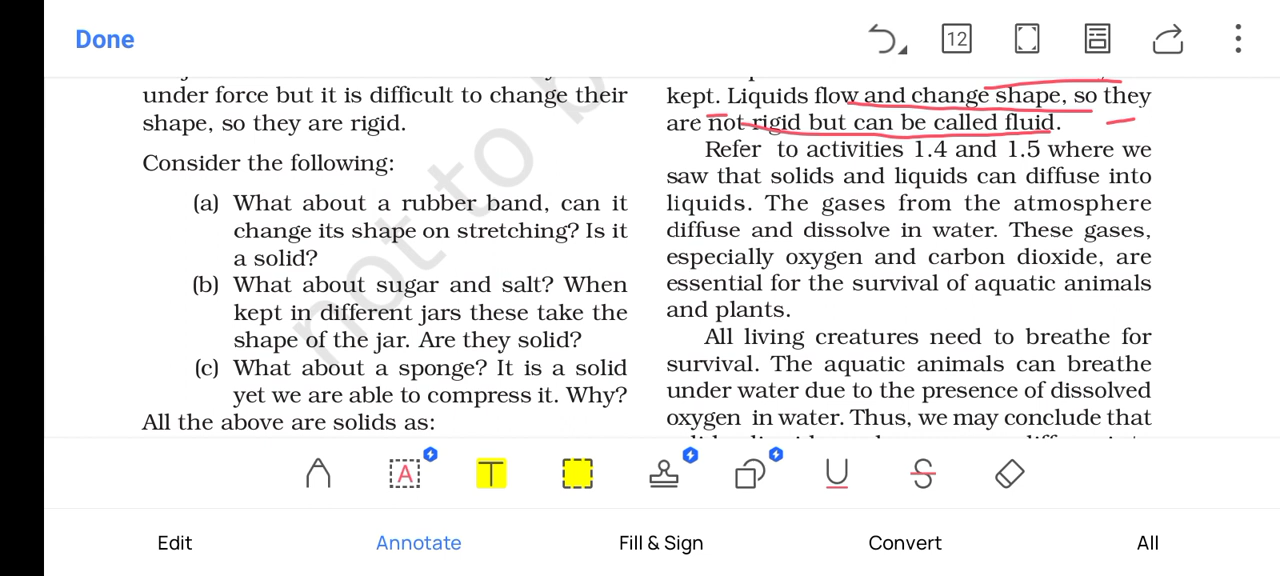 Done
12
under force but it is difficult to change their
shape, so they are rigid.
Consider the following:
(a) What about a rubber band, can it
change its shape on stretching? Is it
a solid?
(b) What about sugar and salt? When
kept in different jars these take the
shape of the jar. Are they solid?
(c) What about a sponge? It is a solid
yet we are able to compress it. Why?
All the above are solids as:
kept. Liquids flow and change shape, so they
are not rigid but can be called fluid.
Refer to activities 1.4 and 1.5 where we
saw that solids and liquids can diffuse into
liquids. The gases from the atmosphere
diffuse and dissolve in water. These gases,
especially oxygen and carbon dioxide, are
essential for the survival of aquatic animals
and plants.
All living creatures need to breathe for
survival. The aquatic animals can breathe
under water due to the presence of dissolved
oxygen in water. Thus, we may conclude that
not to b
A T U S
Edit Annotate Fill & Sign Convert All